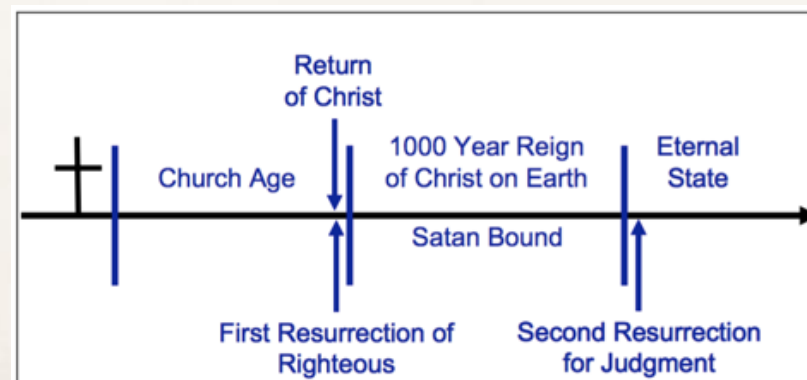 Return
of Christ
Church Age
1000 Year Reign
of Christ on Earth
Eternal
State
Satan Bound
First Resurrection of
Righteous
Second Resurrection
for Judgment